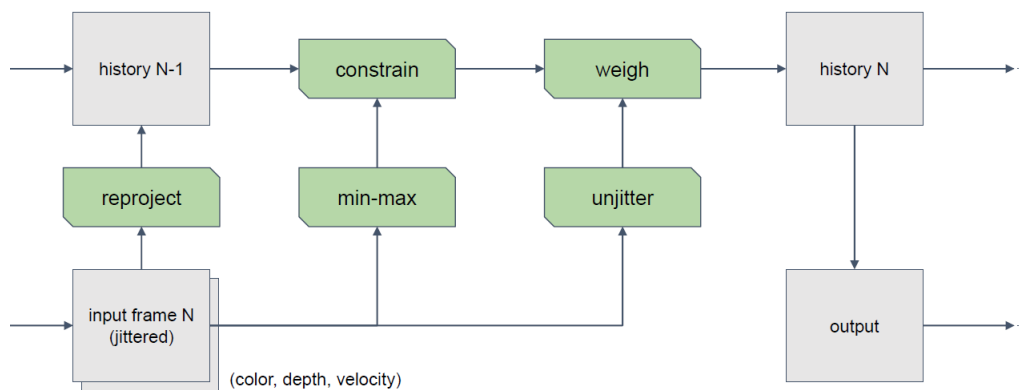 history N-1
constrain
weigh
history N
reproject
min-max
unjitter
input frame N
(jittered)
output
(color, depth, velocity)